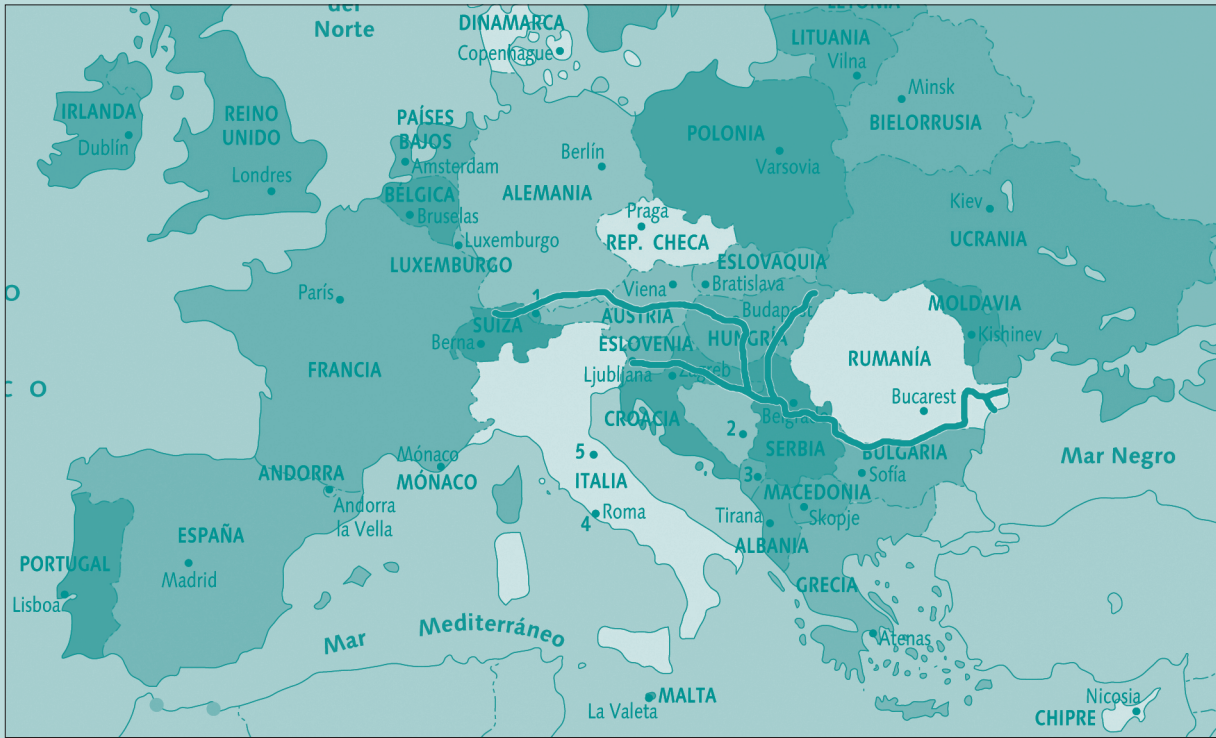 del
Norte
DINAMARCA
Copenhague
LETONIA
LITUANIA
Vilna
Minsk
BIELORRUSIA
IRLANDA
Dublín
REINO
UNIDO
Londres
PAÍSES
BAJOS
Amsterdam
BÉLGICA
Bruselas
Luxemburgo
LUXEMBURGO
Berlín
ALEMANIA
POLONIA
Varsovia
Praga
REP. CHECA
Kiev
UCRANIA
ESLOVAQUIA
Bratislava
Viena
AUSTRIA
Budapest
HUNGRÍA
MOLDAVIA
Kishinev
RUMANÍA
Bucarest
O
París
1
SUIZA
Berna
FRANCIA
ESLOVENIA
Ljubljana
Zagreb
CROACIA
Belgrado
2
SERBIA
3
BULGARIA
Sofía
Mar Negro
CO
Mónaco
MÓNACO
5
ITALIA
Roma
4
ANDORRA
Andorra
la Vella
MACEDONIA
Skopje
Tirana
ALBANIA
GRECIA
Atenas
ESPAÑA
Madrid
PORTUGAL
Lisboa
Mar Mediterráneo
MALTA
La Valeta
Nicosia
CHIPRE